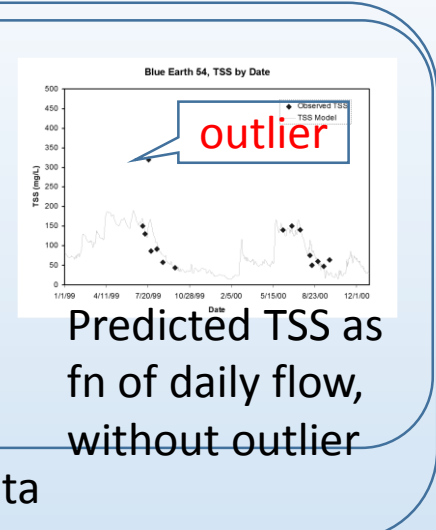 Blue Earth 54, TSS by Date
500
450
400
350
300
250
200
150
100
50
0
TSS (mg/L)
Observed TSS
TSS Model
outlier
1/1/99 4/11/99 7/20/99 10/28/99 2/5/00 5/15/00 8/23/00 12/1/00
Date
Predicted TSS as
fn of daily flow,
without outlier
ta